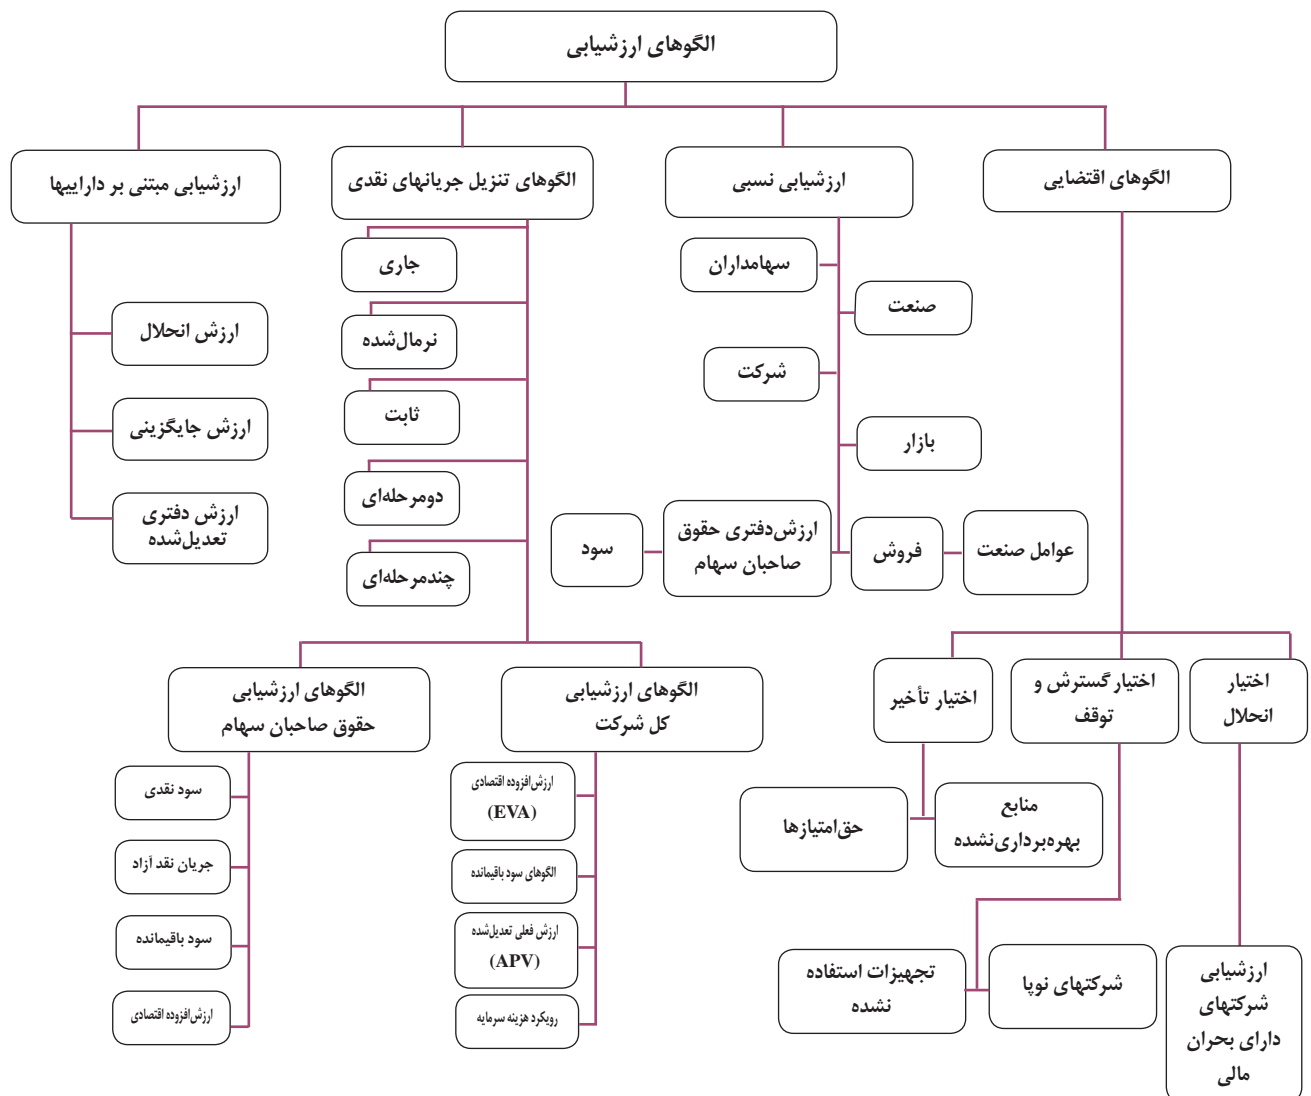 الگوهای ارزشیابی
الگوهای اقتضایی
ارزشیابی نسبی
الگوهای تنزیل جریانهای نقدی
ارزشیابی مبتنی بر داراییها
سهامداران
صنعت
شرکت
بازار
عوامل صنعت
فروش
ارزش‌دفتری حقوق
صاحبان سهام
سود
جاری
نرمال‌شده
ثابت
دومرحله‌ای
چندمرحله‌ای
ارزش انحلال
ارزش جایگزینی
ارزش دفتری
تعدیل‌شده
اختیار
انحلال
اختیار گسترش و
توقف
اختیار تأخیر
منابع
بهره‌برداری‌نشده
حق‌امتیازها
شرکتهای نوپا
تجهیزات استفاده
نشده
ارزشیابی
شرکتهای
دارای بحران
مالی
الگوهای ارزشیابی
کل شرکت
ارزش‌افزوده اقتصادی
(EVA)
الگوهای سود باقیمانده
ارزش فعلی تعدیل‌شده
(APV)
رویکرد هزینه سرمایه
الگوهای ارزشیابی
حقوق صاحبان سهام
سود نقدی
جریان نقد آزاد
سود باقیمانده
ارزش‌افزوده اقتصادی